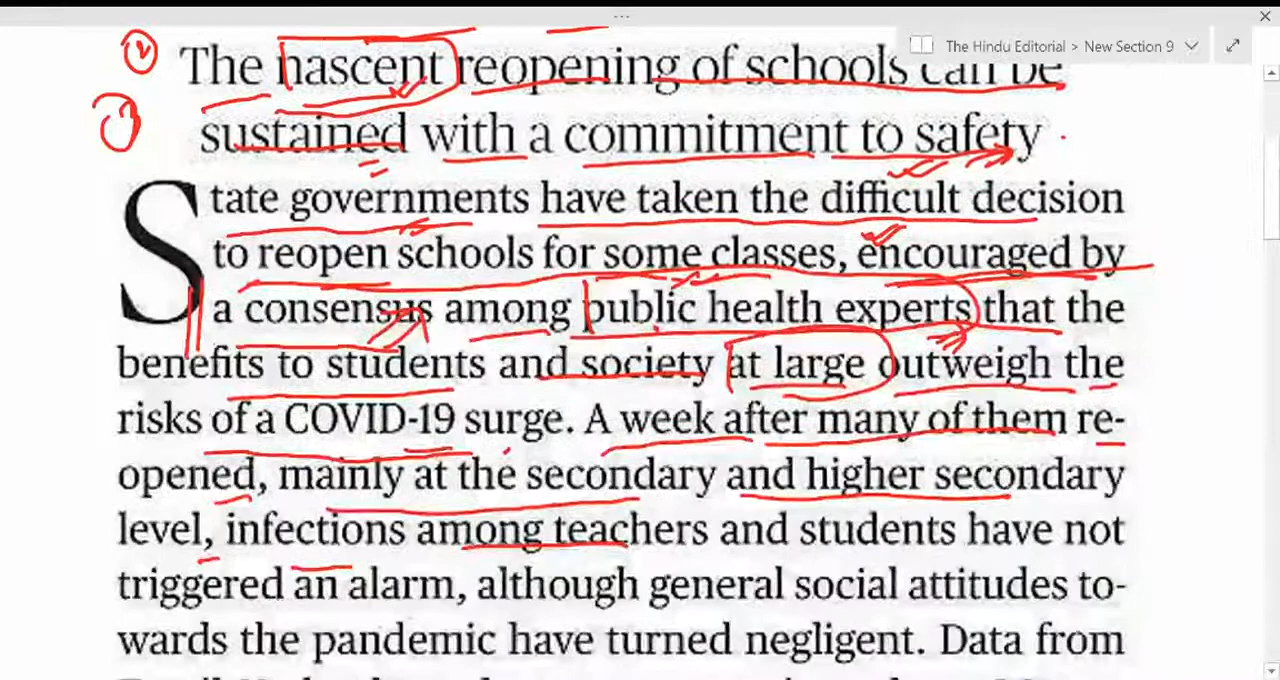 The Hindu Editorial > New Section 9
The nascent reopening of schools can be
sustained with a commitment to safety
State governments have taken the difficult decision
to reopen schools for some classes, encouraged by
a consensus among public health experts that the
benefits to students and society at large outweigh the
risks of a COVID-19 surge. A week after many of them re-
opened, mainly at the secondary and higher secondary
level, infections among teachers and students have not
triggered an alarm, although general social attitudes to-
wards the pandemic have turned negligent. Data from